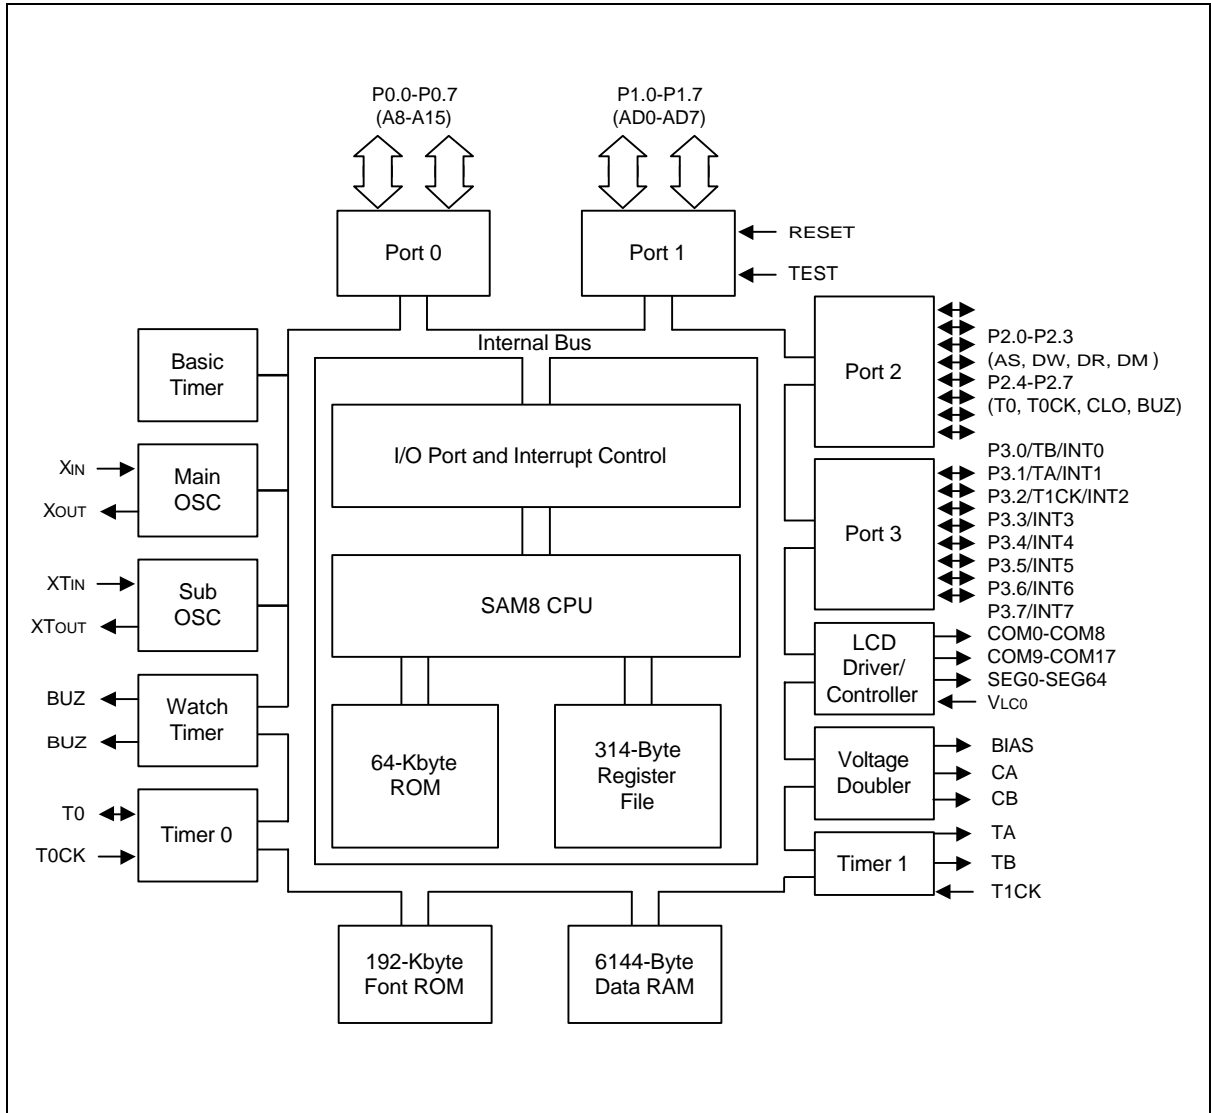 P0.0-P0.7
(A8-A15)
P1.0-P1.7
(AD0-AD7)
Port 0
Port 1
RESET
TEST
Internal Bus
Basic
Timer
Port 2
P2.0-P2.3
(AS, DW, DR, DM )
P2.4-P2.7
(T0, T0CK, CLO, BUZ)
I/O Port and Interrupt Control
XIN
XOUT
Main
OSC
Port 3
P3.0/TB/INT0
P3.1/TA/INT1
P3.2/T1CK/INT2
P3.3/INT3
P3.4/INT4
P3.5/INT5
P3.6/INT6
P3.7/INT7
XTIN
XTOUT
Sub
OSC
SAM8 CPU
LCD
Driver/
Controller
COM0-COM8
COM9-COM17
SEG0-SEG64
VLC0
BUZ
BUZ
Watch
Timer
64-Kbyte
ROM
314-Byte
Register
File
Voltage
Doubler
BIAS
CA
CB
T0
T0CK
Timer 0
Timer 1
TA
TB
T1CK
192-Kbyte
Font ROM
6144-Byte
Data RAM